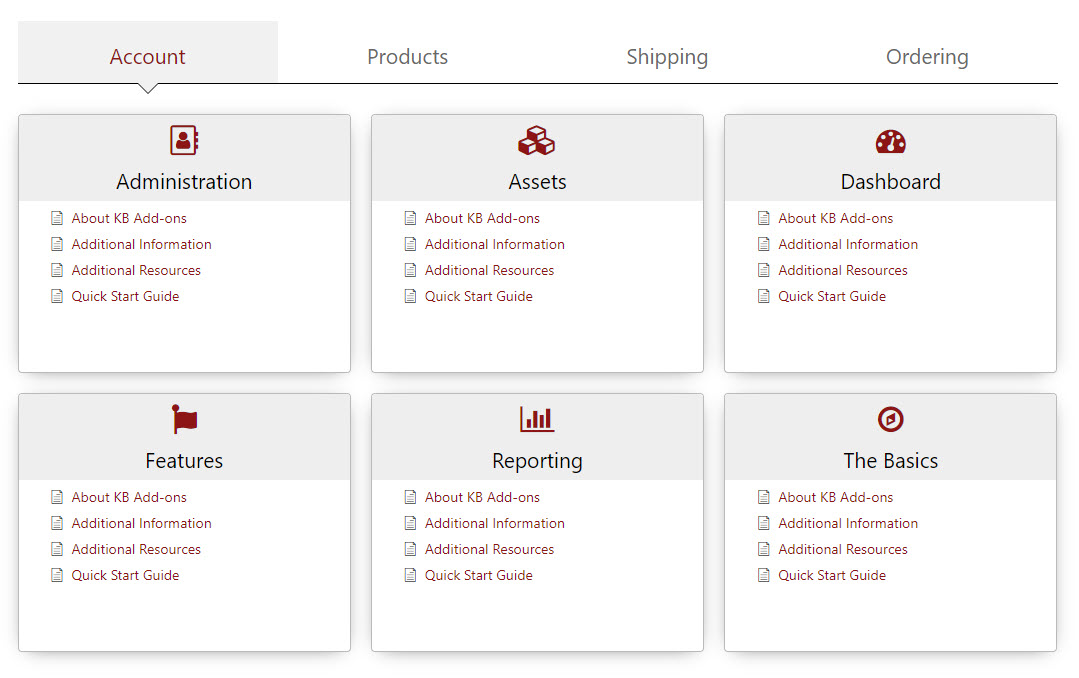 Account
Products
Shipping
Ordering
Administration
About KB Add-ons
Additional Information
Additional Resources
Quick Start Guide
Assets
About KB Add-ons
Additional Information
Additional Resources
Quick Start Guide
Dashboard
About KB Add-ons
Additional Information
Additional Resources
Quick Start Guide
Features
About KB Add-ons
Additional Information
Additional Resources
Quick Start Guide
Reporting
About KB Add-ons
Additional Information
Additional Resources
Quick Start Guide
The Basics
About KB Add-ons
Additional Information
Additional Resources
Quick Start Guide